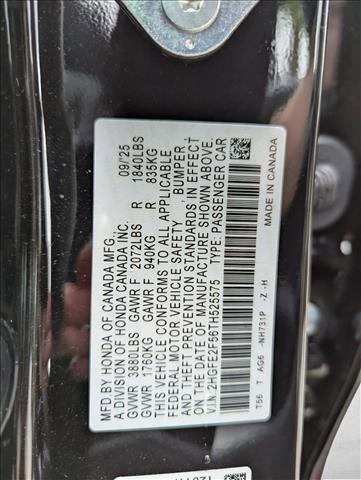 MFG. BY HONDA OF CANADA MFG. 09/25
A DIVISION OF HONDA CANADA INC.
GVWR 3880LBS GAWR F 2072LBS R 1840LBS
GVWR 1760KG GAWR F 940KG R 835KG
THIS VEHICLE CONFORMS TO ALL APPLICABLE
FEDERAL MOTOR VEHICLE SAFETY, BUMPER
AND THEFT PREVENTION STANDARDS IN EFFECT
ON THE DATE OF MANUFACTURE SHOWN ABOVE.
V.I.N: 2HGFE2F56TH525575 TYPE: PASSENGER CAR
T56 T AG6 -NH731P -Z -H MADE IN CANADA